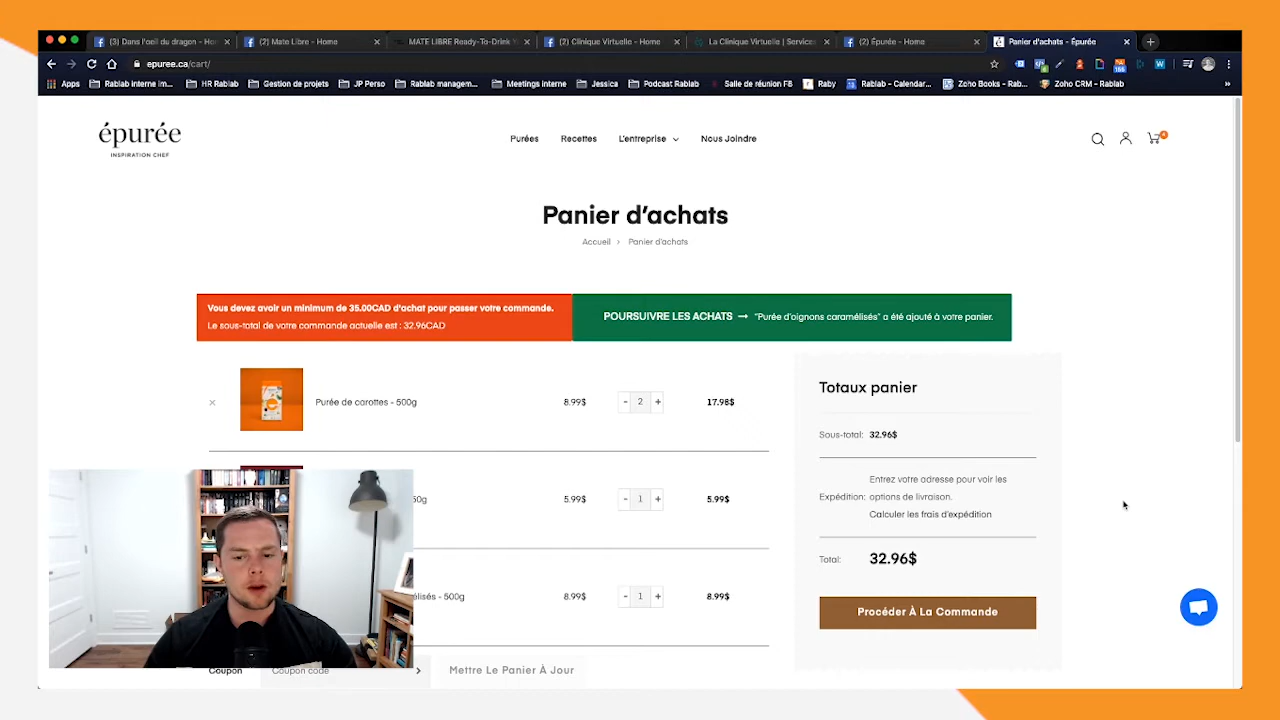 (3) Dans l'oeil du dragon - Ho
(2) Mate Libre - Home
MATE LIBRE Ready-To-Drink
(2) Clinique Virtuelle - Home
La Clinique Virtuelle | Services
(2) Épurée - Home
Panier d'achats - Épurée
epuree.ca/cart/
Apps
Rablab interne im...
HR Rablab
Gestion de projets
JP Perso
Rablab managem...
Meetings interne
Jessica
Podcast Rablab
Salle de réunion F8
Raby
Rablab - Calendar...
Zoho Books - Rab...
Zoho CRM - Rablab
»
épurée
INSPIRATION CHEF
Purées
Recettes
L'entreprise
Nous Joindre
4
Panier d'achats
Accueil > Panier d'achats
Vous devez avoir un minimum de 35.00CAD d'achat pour passer votre commande.
Le sous-total de votre commande actuelle est : 32.96CAD
POURSUIVRE LES ACHATS → "Purée d'oignons caramélisés" a été ajouté à votre panier.
× Purée de carottes - 500g 8.99$ - 2 + 17.98$
50g 5.99$ - 1 + 5.99$
élisés - 500g 8.99$ - 1 + 8.99$
Coupon
Coupon code
Mettre Le Panier À Jour
Totaux panier
Sous-total: 32.96$
Expédition: Entrez votre adresse pour voir les
options de livraison.
Calculer les frais d'expédition
Total: 32.96$
Procéder À La Commande